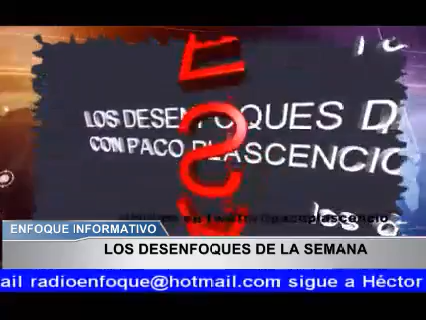 LOS DESENFOQUES D
CON PACO PLASCENCIO
ENFOQUE INFORMATIVO
LOS DESENFOQUES DE LA SEMANA
ail radioenfoque@hotmail.com sigue a Héctor